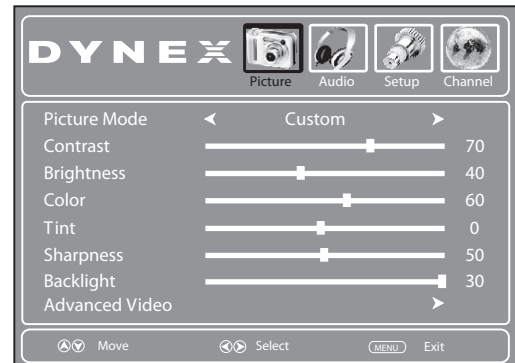 DYNEX
Picture Audio Setup Channel
Picture Mode Custom
Contrast 70
Brightness 40
Color 60
Tint 0
Sharpness 50
Backlight 30
Advanced Video
Move Select MENU Exit